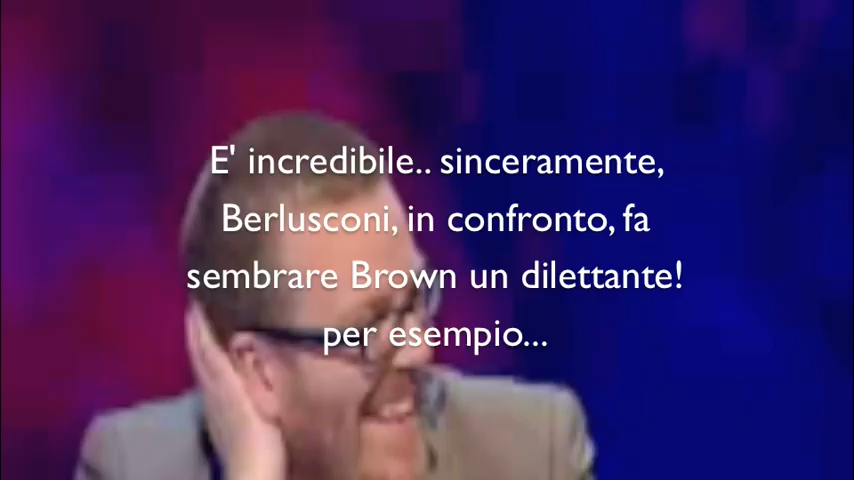 E' incredibile.. sinceramente,
Berlusconi, in confronto, fa
sembrare Brown un dilettante!
per esempio...